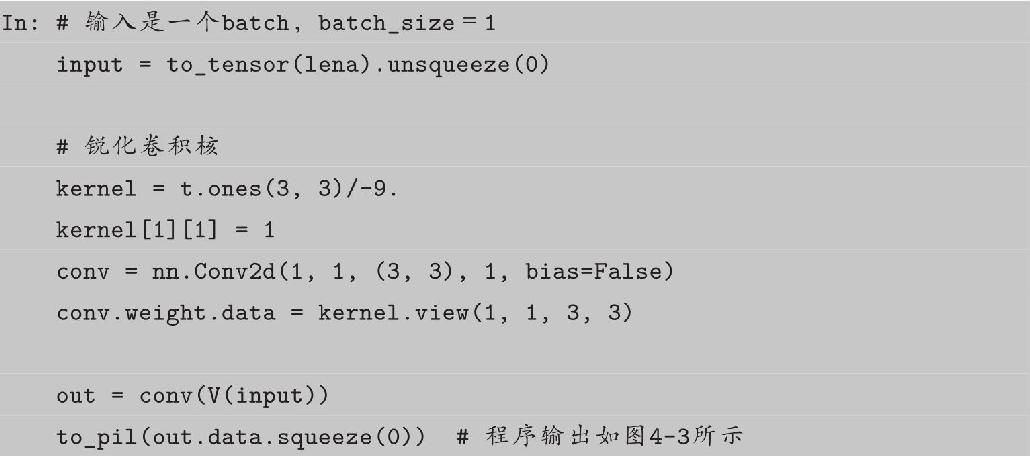 In: # 输入是一个batch, batch_size＝1
input = to_tensor(lena).unsqueeze(0)
# 锐化卷积核
kernel = t.ones(3, 3)/-9.
kernel[1][1] = 1
conv = nn.Conv2d(1, 1, (3, 3), 1, bias=False)
conv.weight.data = kernel.view(1, 1, 3, 3)
out = conv(V(input))
to_pil(out.data.squeeze(0)) # 程序输出如图4-3所示